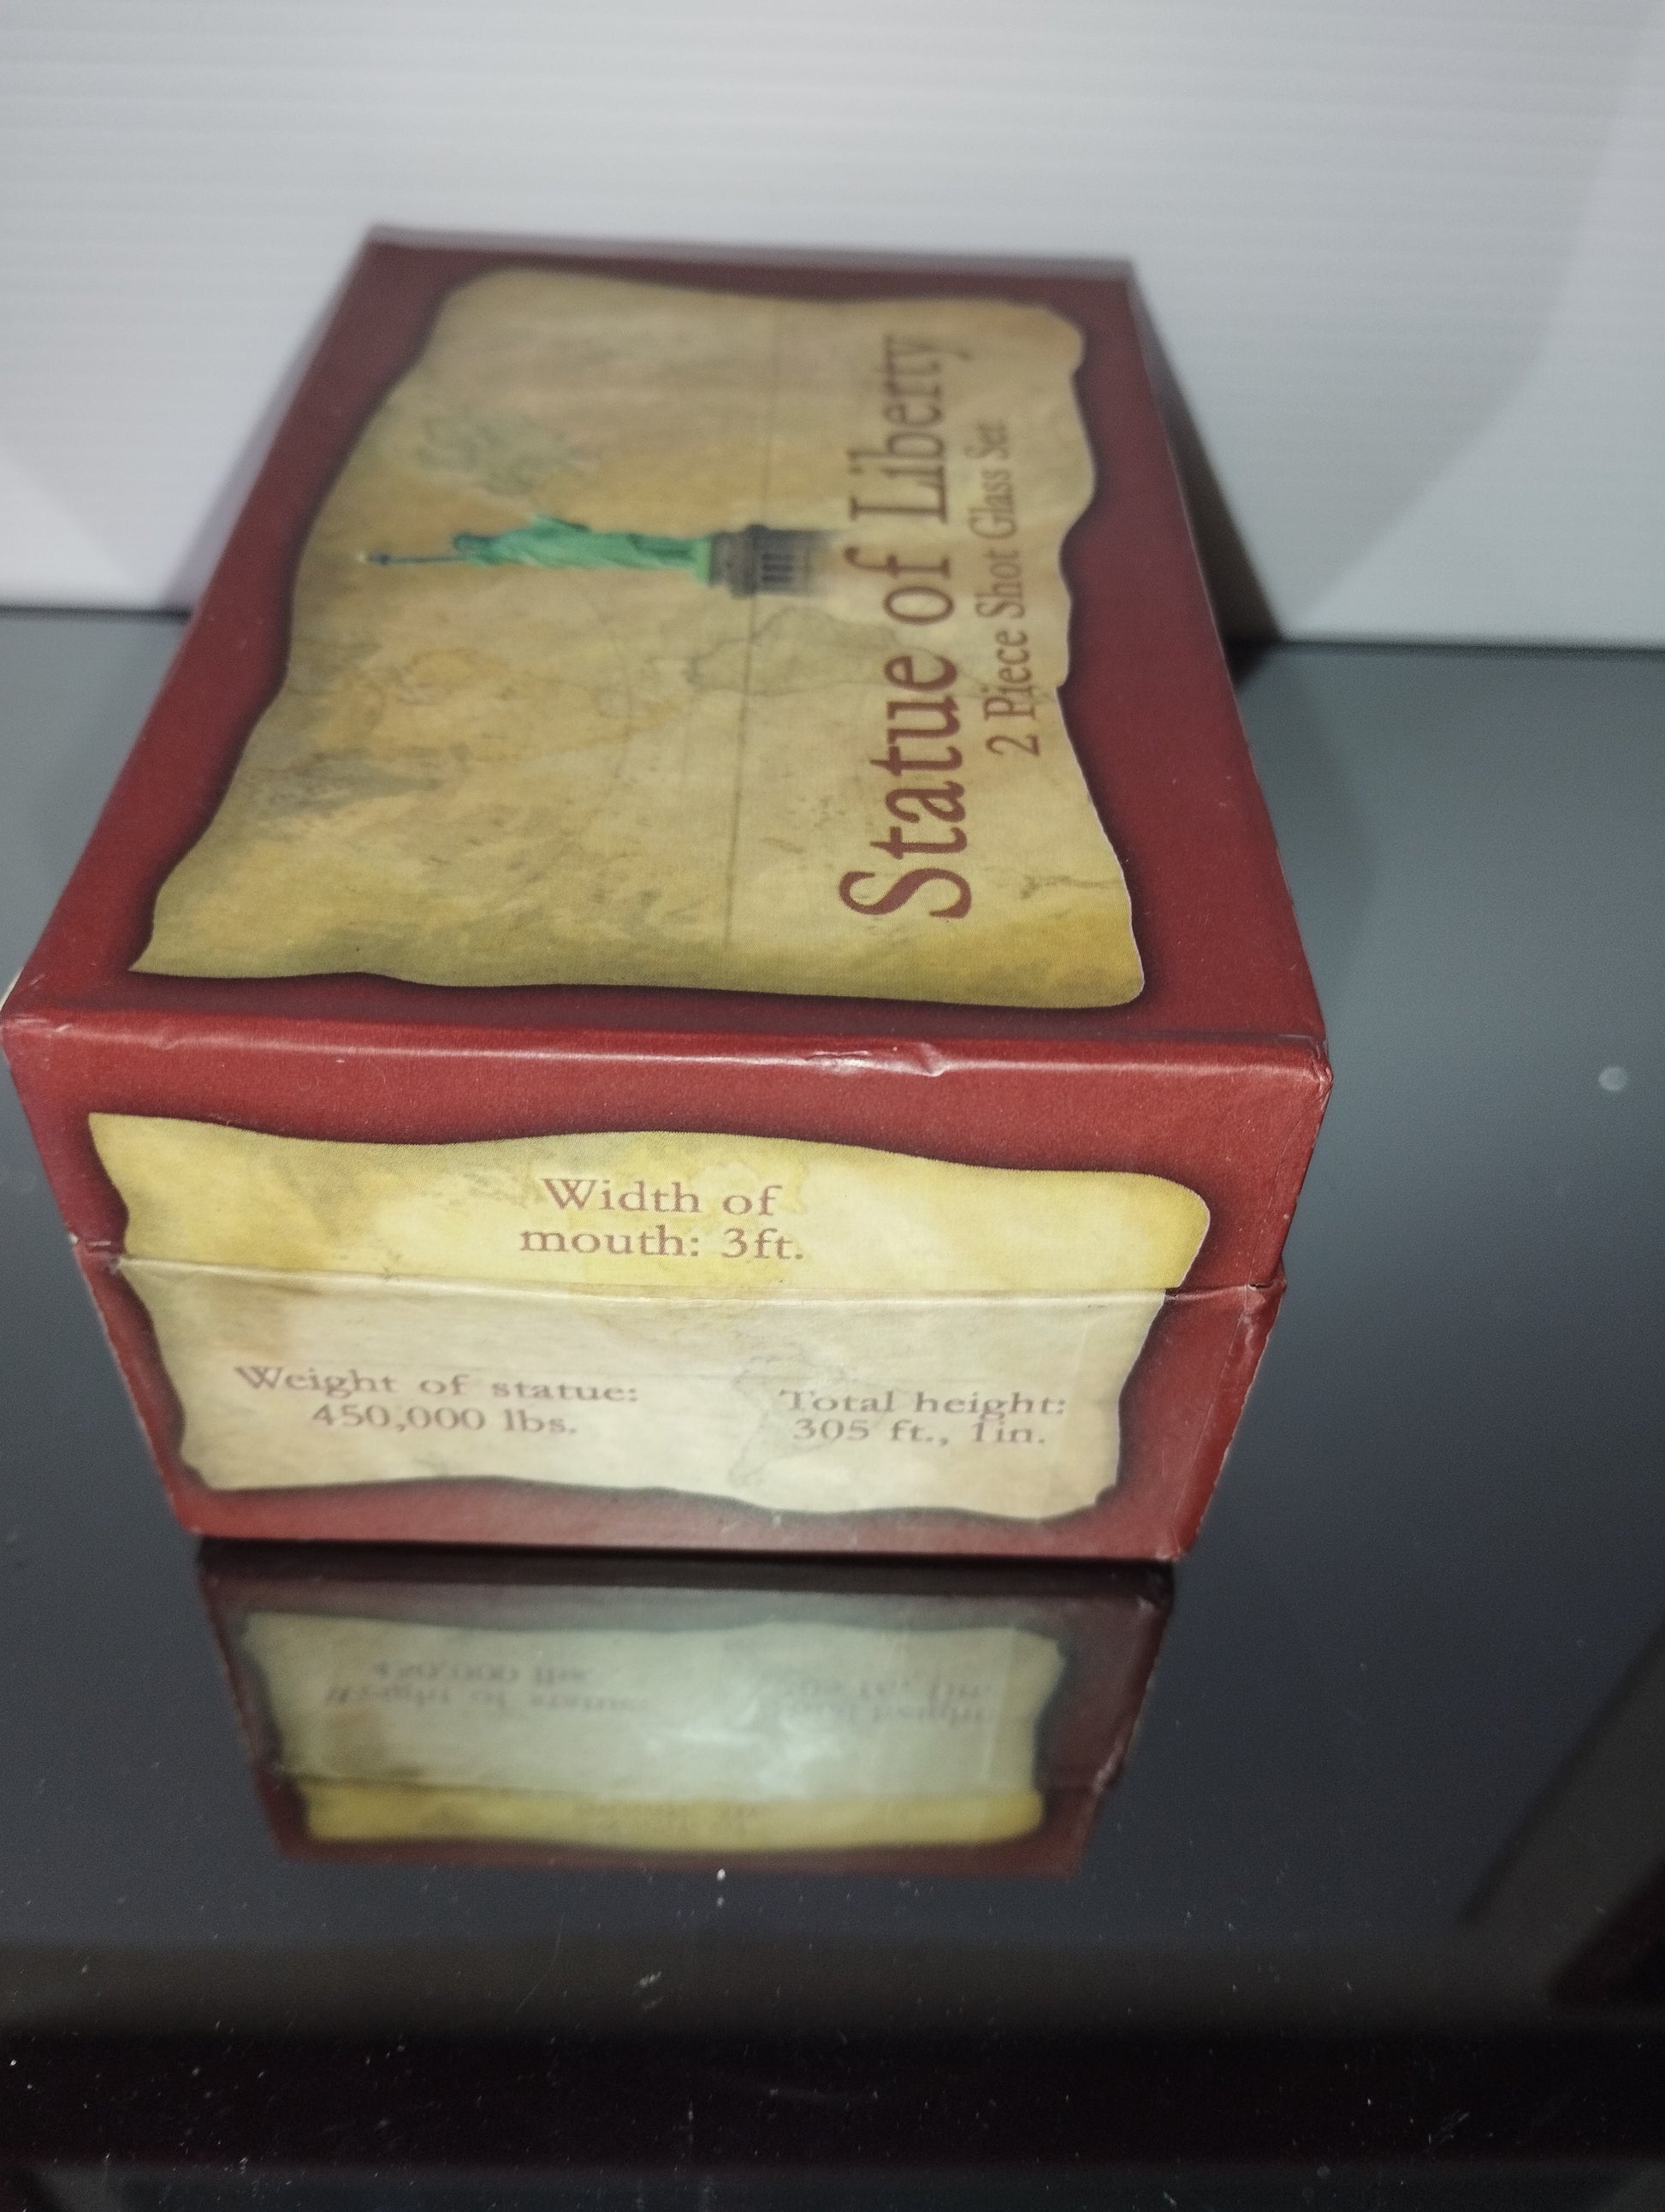 Statue of Liberty
2 Piece Shot Glass Set
Width of
mouth: 3ft.
Weight of statue:
450,000 lbs.
Total height:
305 ft., 1in.